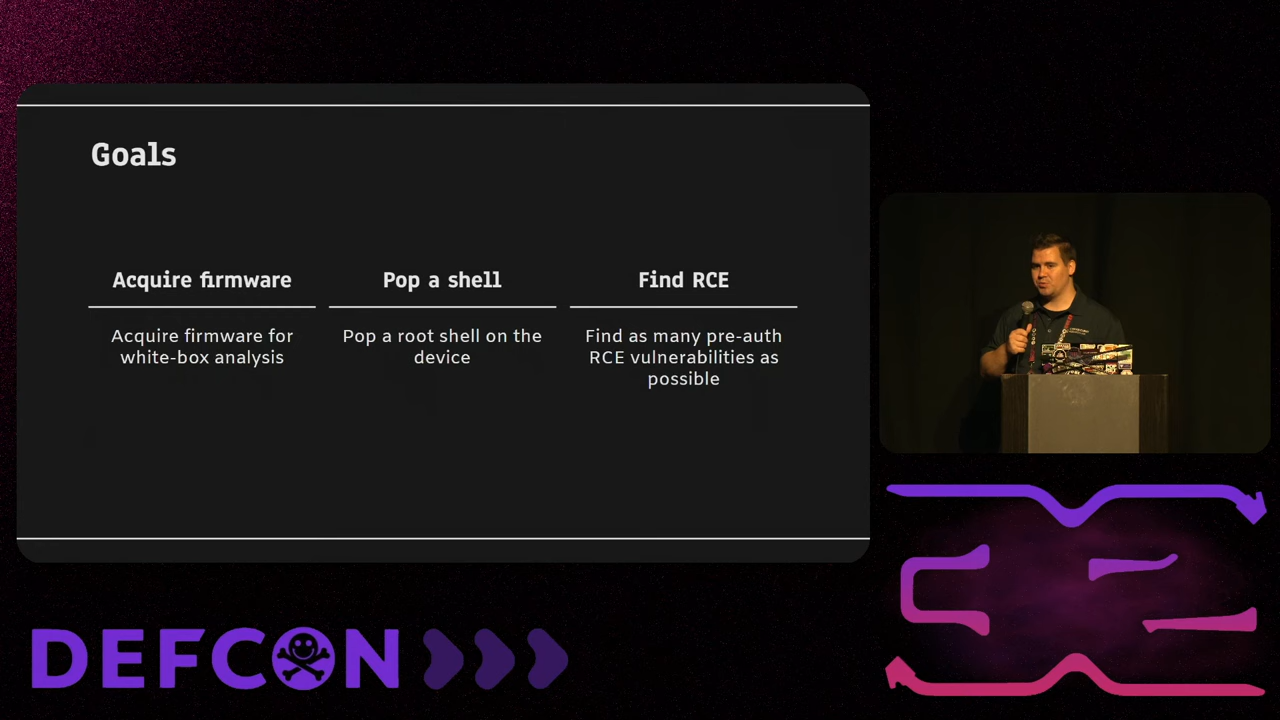 Goals
Acquire firmware
Acquire firmware for
white-box analysis
Pop a shell
Pop a root shell on the
device
Find RCE
Find as many pre-auth
RCE vulnerabilities as
possible
DEFCON